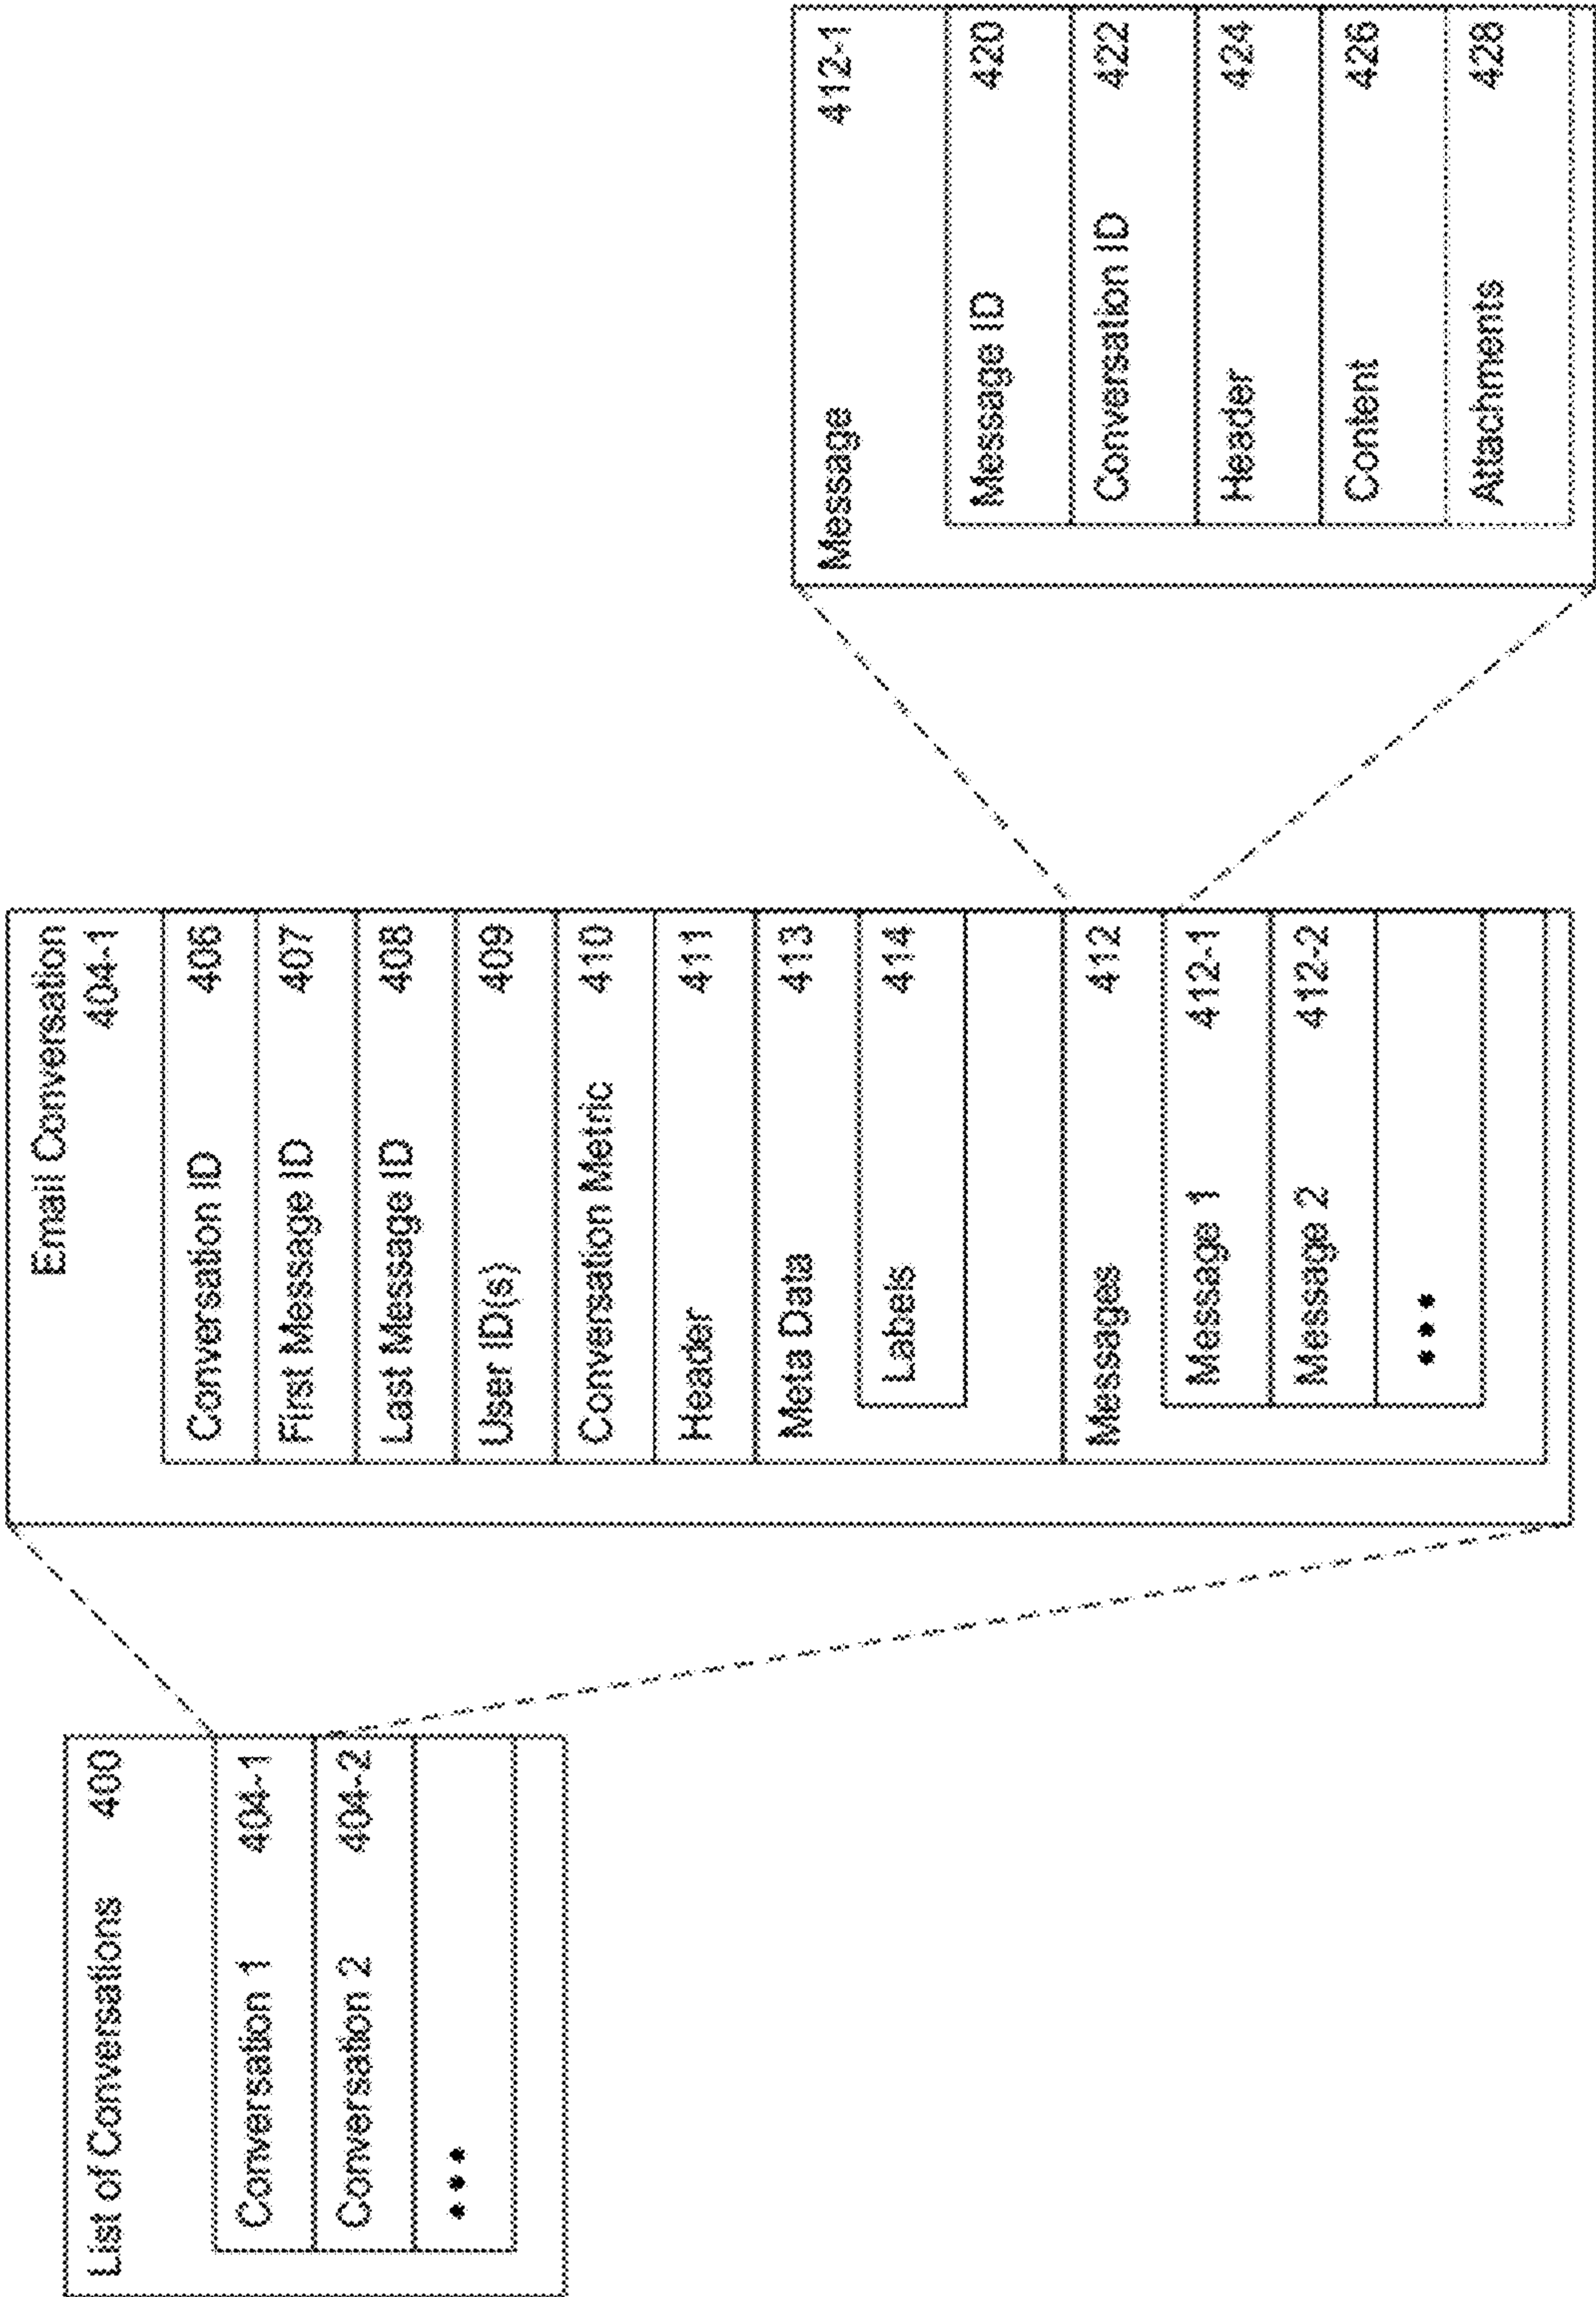 List of Conversations 400
Conversation 1 404-1
Conversation 2 404-2
•••
Email Conversation
404-1
Conversation ID 406
First Message ID 407
Last Message ID 408
User ID(s) 409
Conversation Metric 410
Header 411
Meta Data 413
Labels 414
Messages 412
Message 1 412-1
Message 2 412-2
•••
Message 412-1
Message ID 420
Conversation ID 422
Header 424
Content 426
Attachments 428